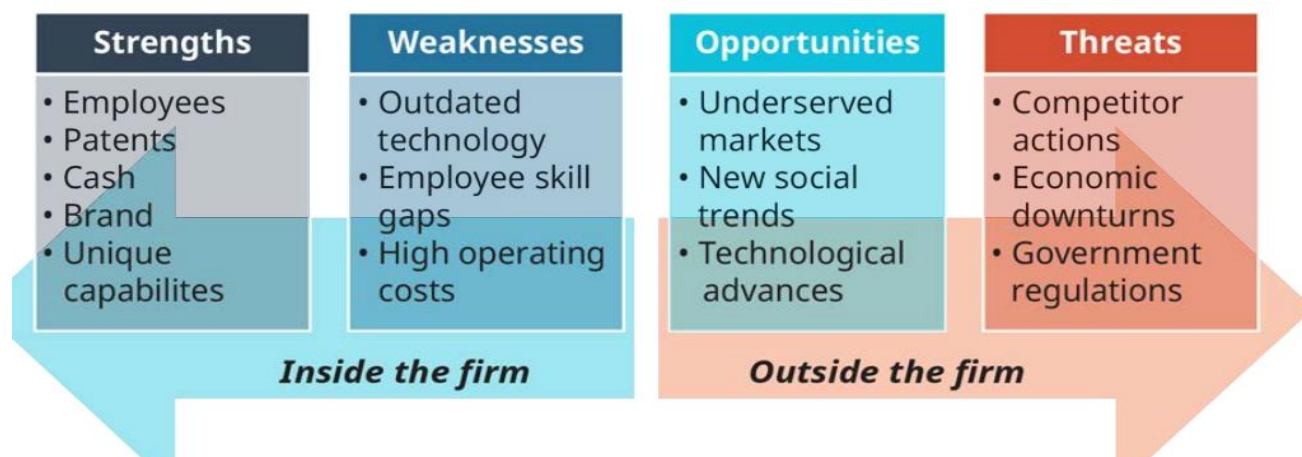 Strengths
• Employees
• Patents
• Cash
• Brand
• Unique
capabilites
Weaknesses
• Outdated
technology
• Employee skill
gaps
• High operating
costs
Opportunities
• Underserved
markets
• New social
trends
• Technological
advances
Threats
• Competitor
actions
• Economic
downturns
• Government
regulations
Inside the firm
Outside the firm